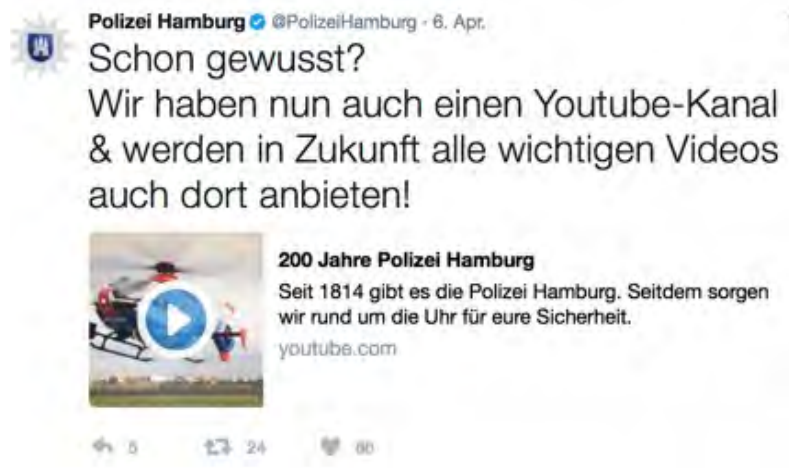 Polizei Hamburg @PolizeiHamburg · 6. Apr.
Schon gewusst?
Wir haben nun auch einen Youtube-Kanal
& werden in Zukunft alle wichtigen Videos
auch dort anbieten!
200 Jahre Polizei Hamburg
Seit 1814 gibt es die Polizei Hamburg. Seitdem sorgen
wir rund um die Uhr für eure Sicherheit.
youtube.com
5 24